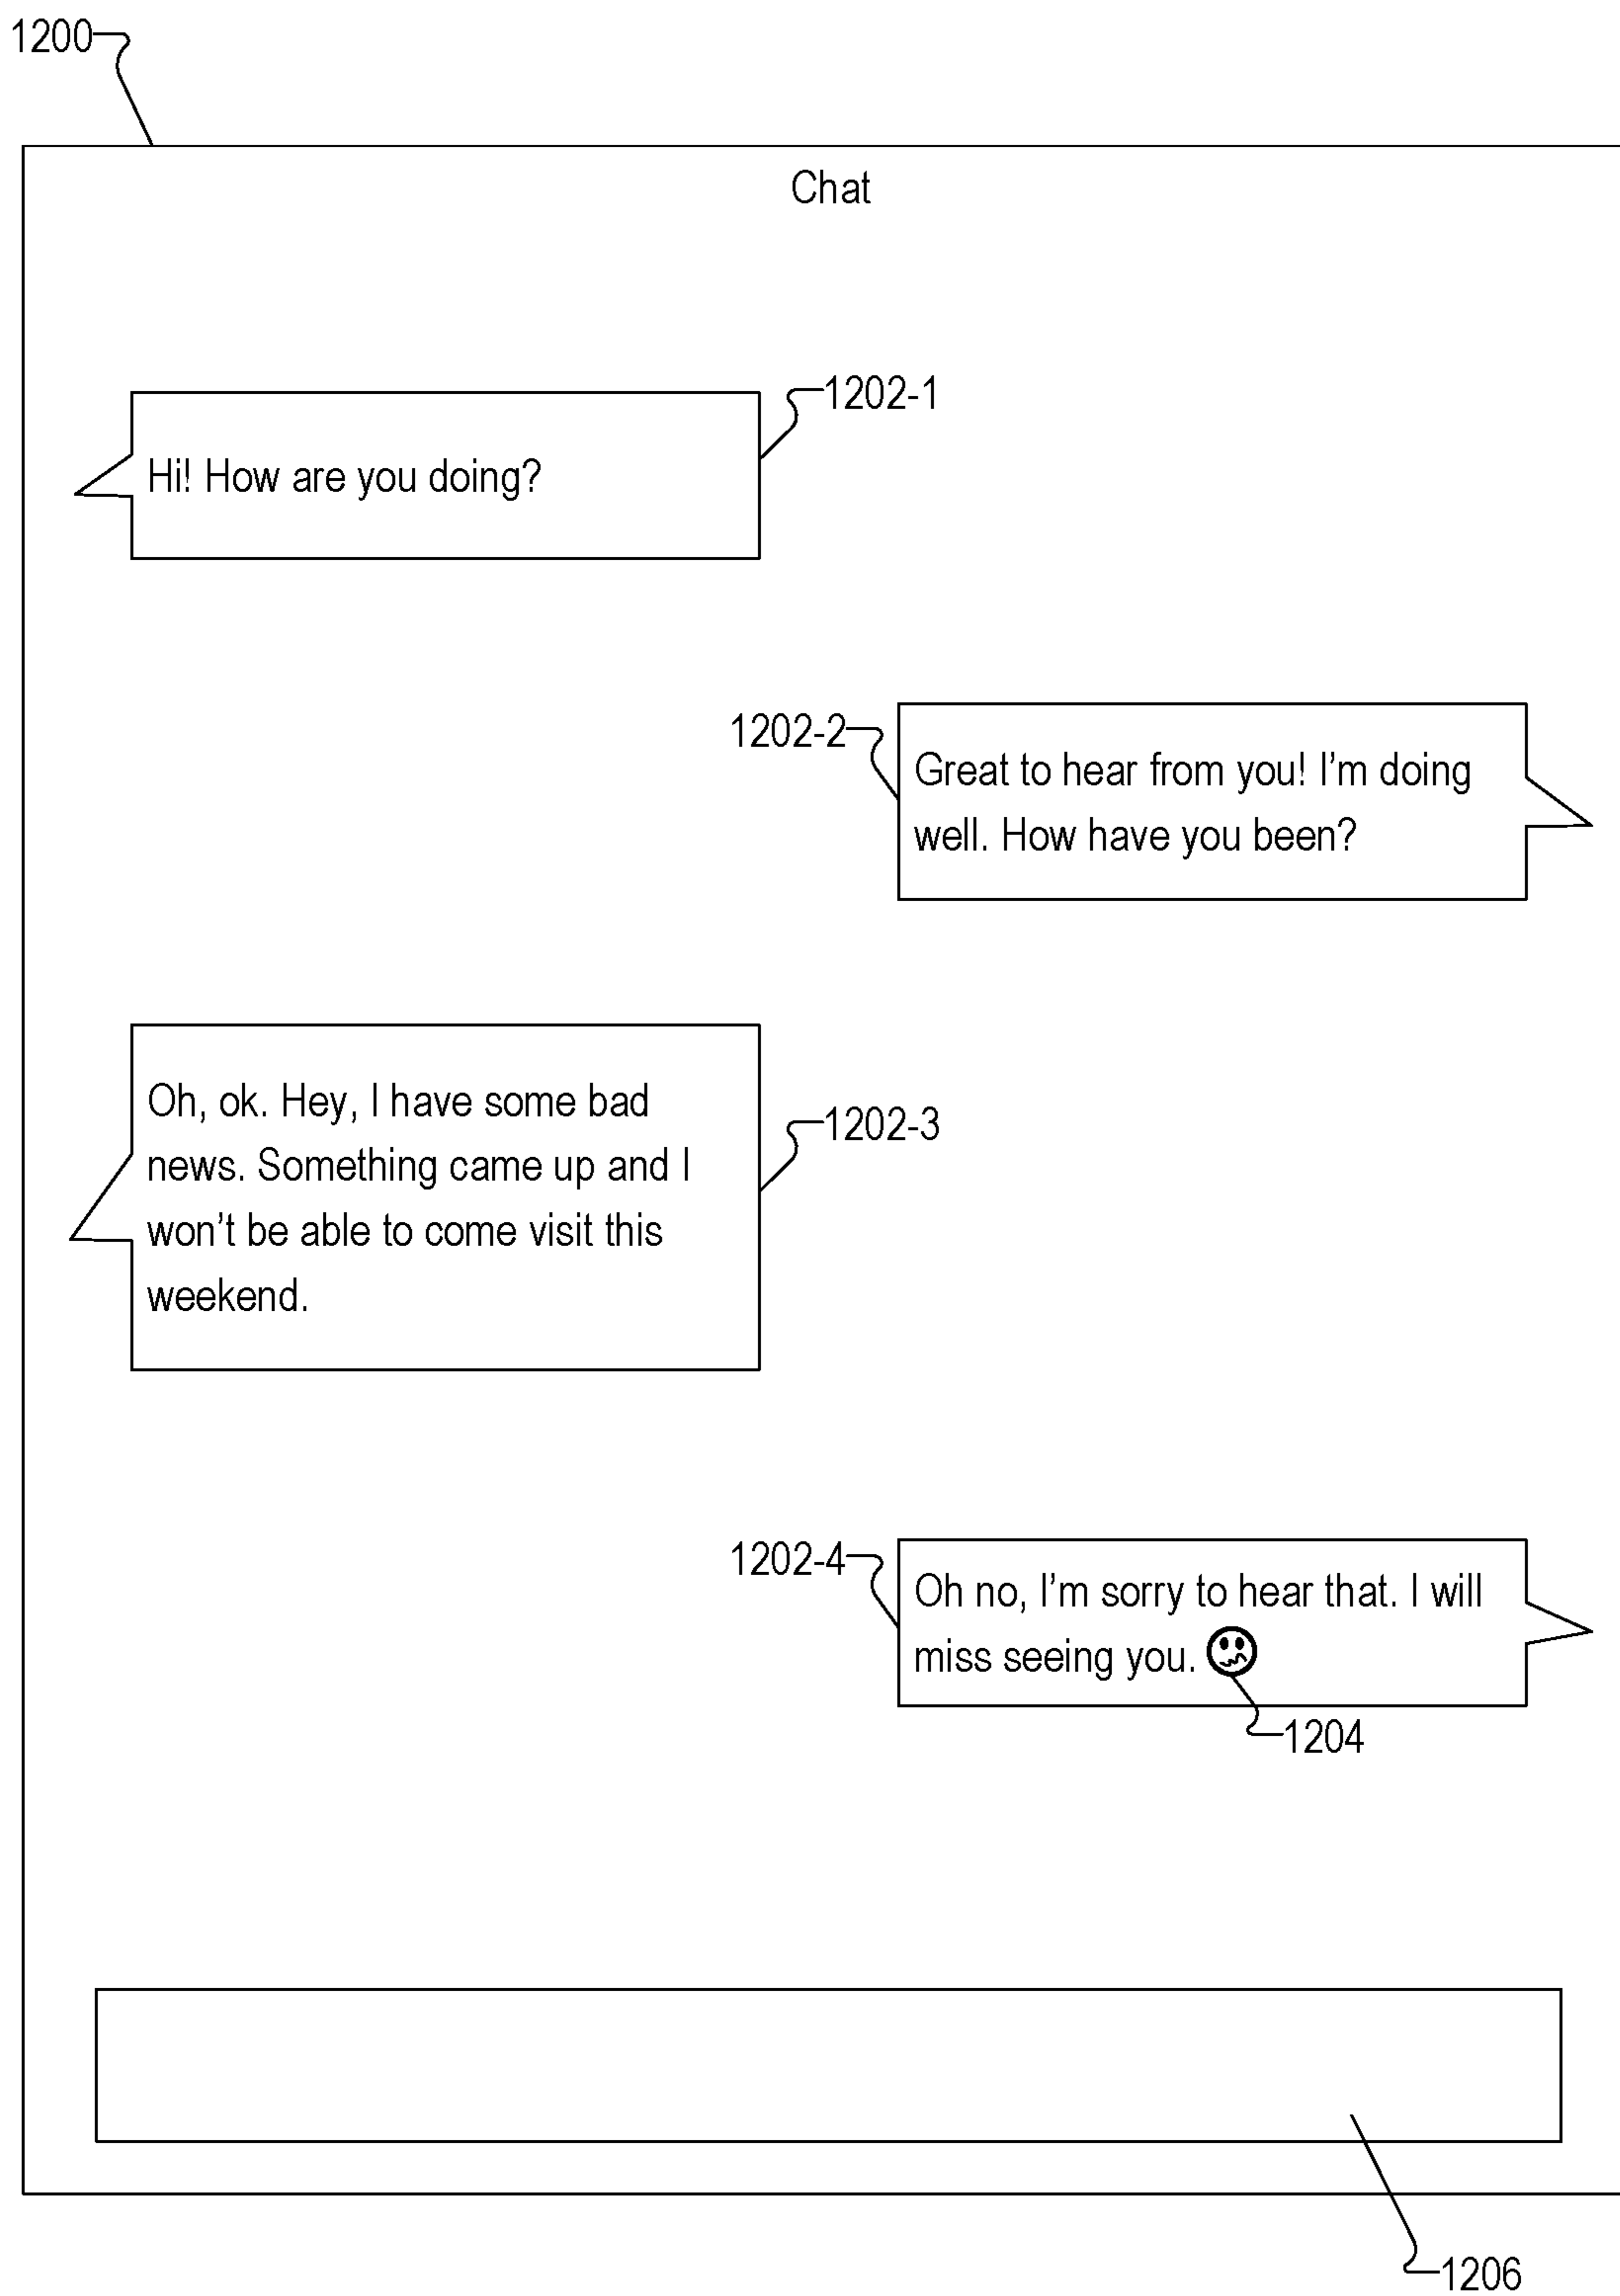 1200
Chat
1202-1
Hi! How are you doing?
1202-2
Great to hear from you! I'm doing
well. How have you been?
Oh, ok. Hey, I have some bad
1202-3
news. Something came up and I
won't be able to come visit this
weekend.
1202-4
Oh no, I'm sorry to hear that. I will
miss seeing you.
1204
1206